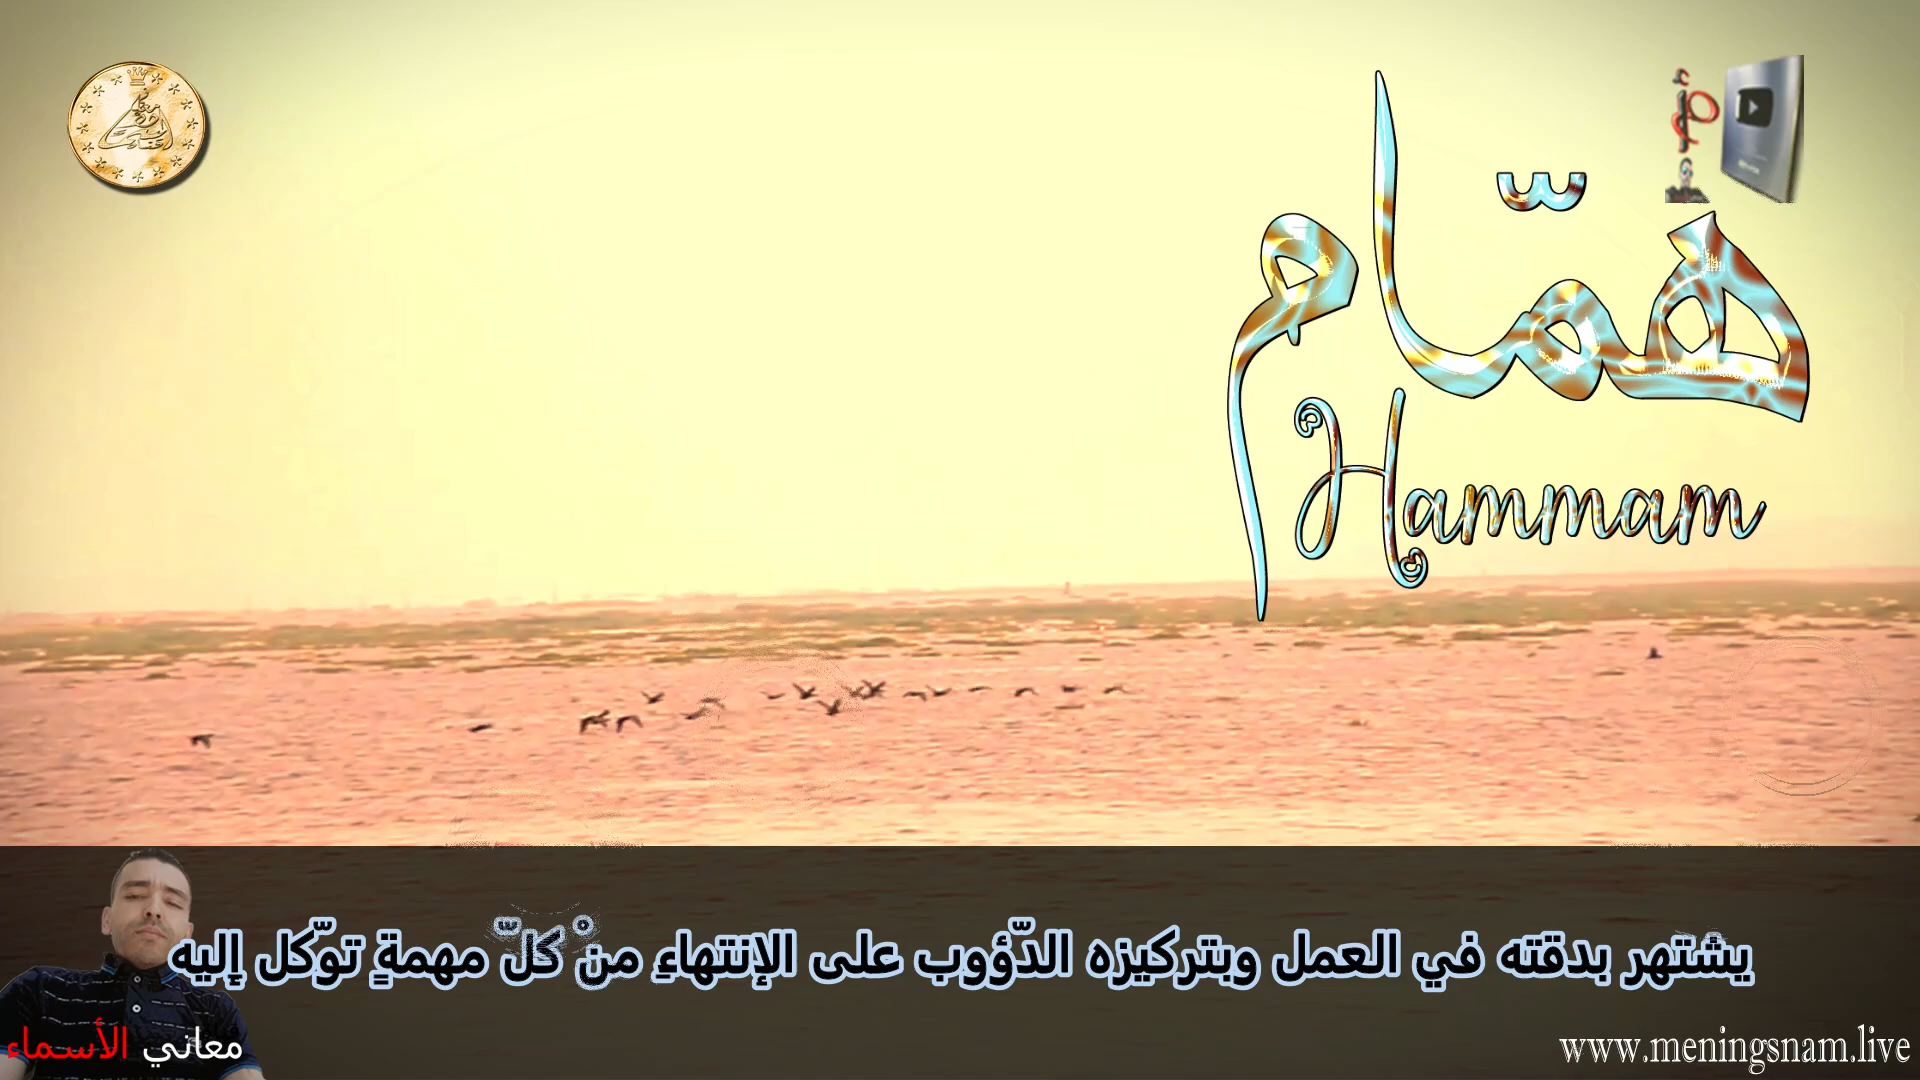 همّام
Hammam
يشتهر بدقته في العمل وبتركيزه الدّؤوب على الإنتهاءِ منْ كلّ مهمةٍ توّكل إليه
معاني الأسماء
www.meningsnam.live